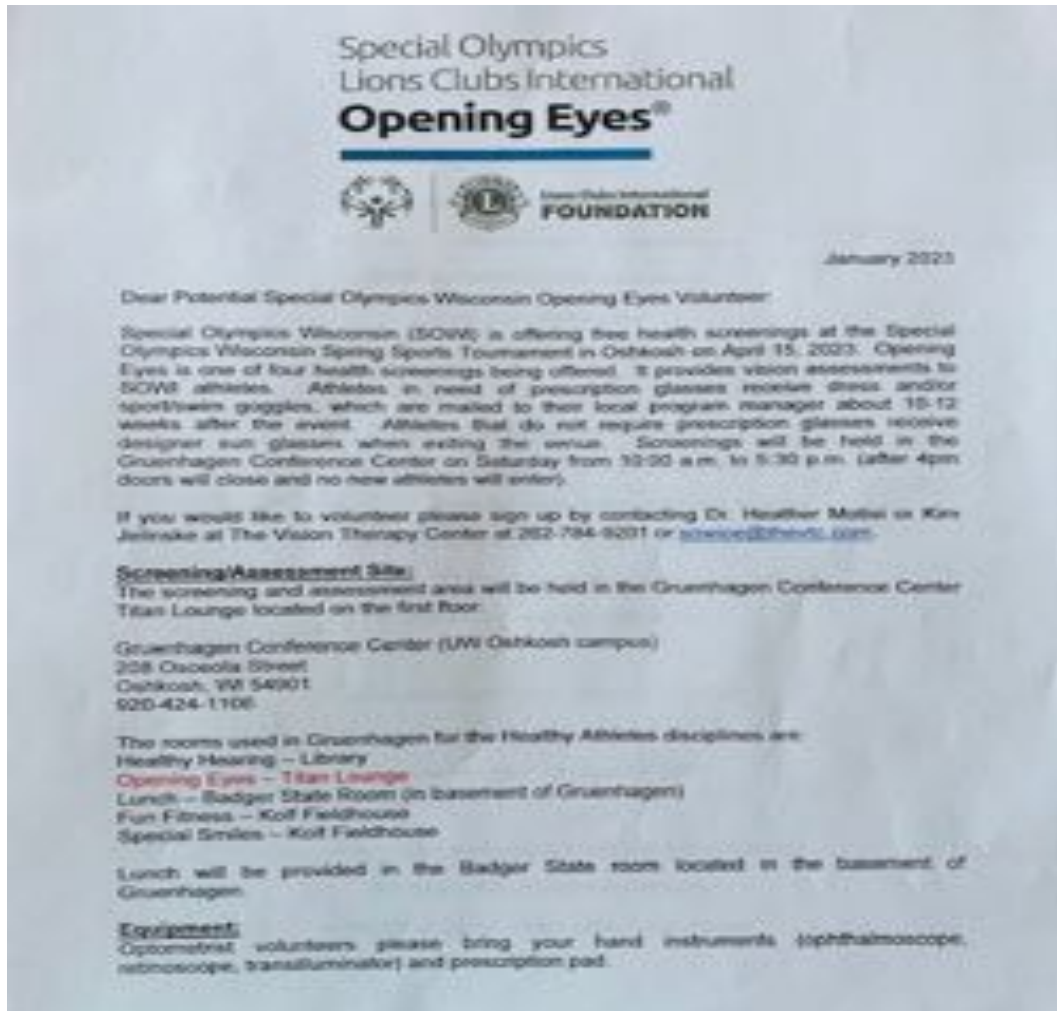 Special Olympics
Lions Clubs International
Opening Eyes®
Lions Clubs International
FOUNDATION
January 2023
Dear Potential Special Olympics Wisconsin Opening Eyes Volunteer:
Special Olympics Wisconsin (SOWI) is offering free health screenings at the Special
Olympics Wisconsin Spring Sports Tournament in Oshkosh on April 15, 2023. Opening
Eyes is one of four health screenings being offered. It provides vision assessments to
SOWI athletes. Athletes in need of prescription glasses receive dress and/or
sport/swim goggles, which are mailed to their local program manager about 10-12
weeks after the event. Athletes that do not require prescription glasses receive
designer sun glasses when exiting the venue. Screenings will be held in the
Gruenhagen Conference Center on Saturday from 10:00 a.m. to 5:30 p.m. (after 4pm
doors will close and no new athletes will enter).
If you would like to volunteer please sign up by contacting Dr. Heather or Kim
at The Vision Therapy Center at 262-784-9201 or
Screening/Assessment Site:
The screening and assessment area will be held in the Gruenhagen Conference Center
Titan Lounge located on the first floor:
Gruenhagen Conference Center (UW Oshkosh campus)
208 Osceola Street
Oshkosh, WI 54901
920-424-1106
The rooms used in Gruenhagen for the Healthy Athletes disciplines are:
Healthy Hearing – Library
Opening Eyes – Titan Lounge
Lunch – Badger State Room (in basement of Gruenhagen)
Fun Fitness – Kolf Fieldhouse
Special Smiles – Kolf Fieldhouse
Lunch will be provided in the Badger State room located in the basement of
Gruenhagen.
Equipment:
Optometrist volunteers please bring your hand instruments (ophthalmoscope,
retinoscope, transilluminator) and prescription pad.